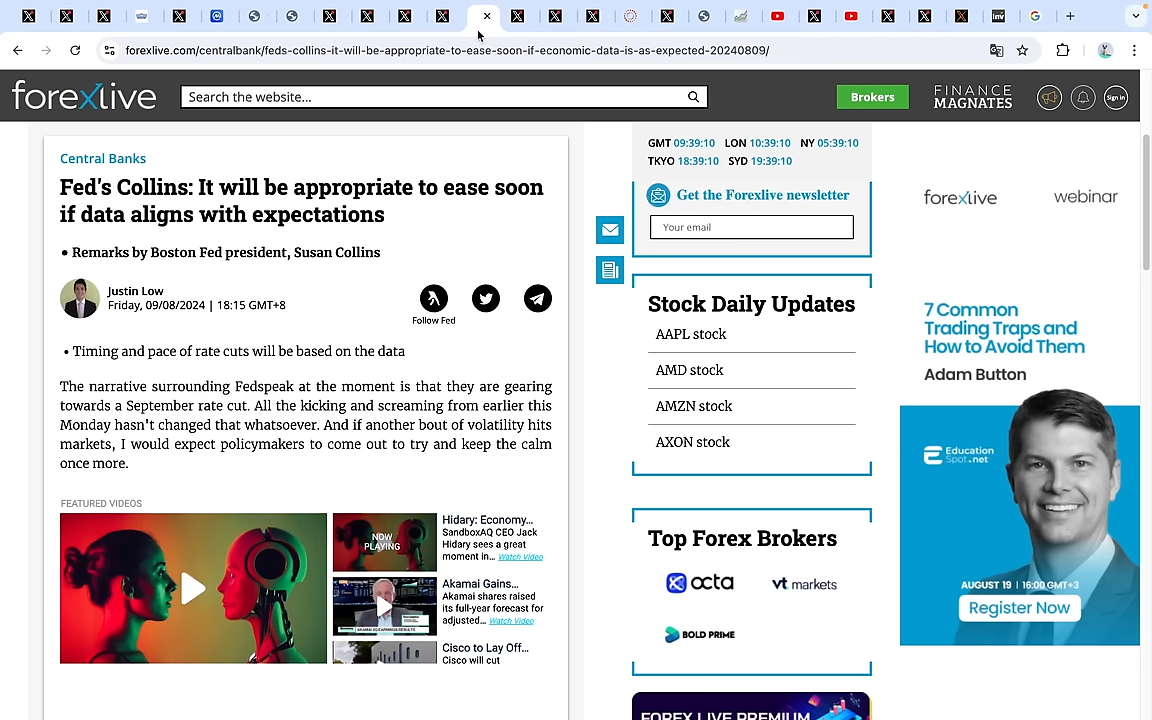 forexlive.com/centralbank/feds-collins-it-will-be-appropriate-to-ease-soon-if-economic-data-is-as-expected-20240809/
forexlive
Search the website...
Brokers
FINANCE
MAGNATES
Sign in
Central Banks
Fed's Collins: It will be appropriate to ease soon
if data aligns with expectations
• Remarks by Boston Fed president, Susan Collins
Justin Low
Friday, 09/08/2024 | 18:15 GMT+8
Follow Fed
• Timing and pace of rate cuts will be based on the data
The narrative surrounding Fedspeak at the moment is that they are gearing
towards a September rate cut. All the kicking and screaming from earlier this
Monday hasn't changed that whatsoever. And if another bout of volatility hits
markets, I would expect policymakers to come out to try and keep the calm
once more.
FEATURED VIDEOS
NOW
PLAYING
Hidary: Economy...
SandboxAQ CEO Jack
Hidary sees a great
moment in... Watch Video
Akamai Gains...
Akamai shares raised
its full-year forecast for
adjusted... Watch Video
Cisco to Lay Off...
Cisco will cut
GMT 09:39:10 LON 10:39:10 NY 05:39:10
TKYO 18:39:10 SYD 19:39:10
Get the Forexlive newsletter
Your email
Stock Daily Updates
AAPL stock
AMD stock
AMZN stock
AXON stock
Top Forex Brokers
octa
vt markets
BOLD PRIME
FOREX LIVE PREMIUM
forexlive
webinar
7 Common
Trading Traps and
How to Avoid Them
Adam Button
Education
Spot.net
AUGUST 19 | 16:00 GMT+3
Register Now